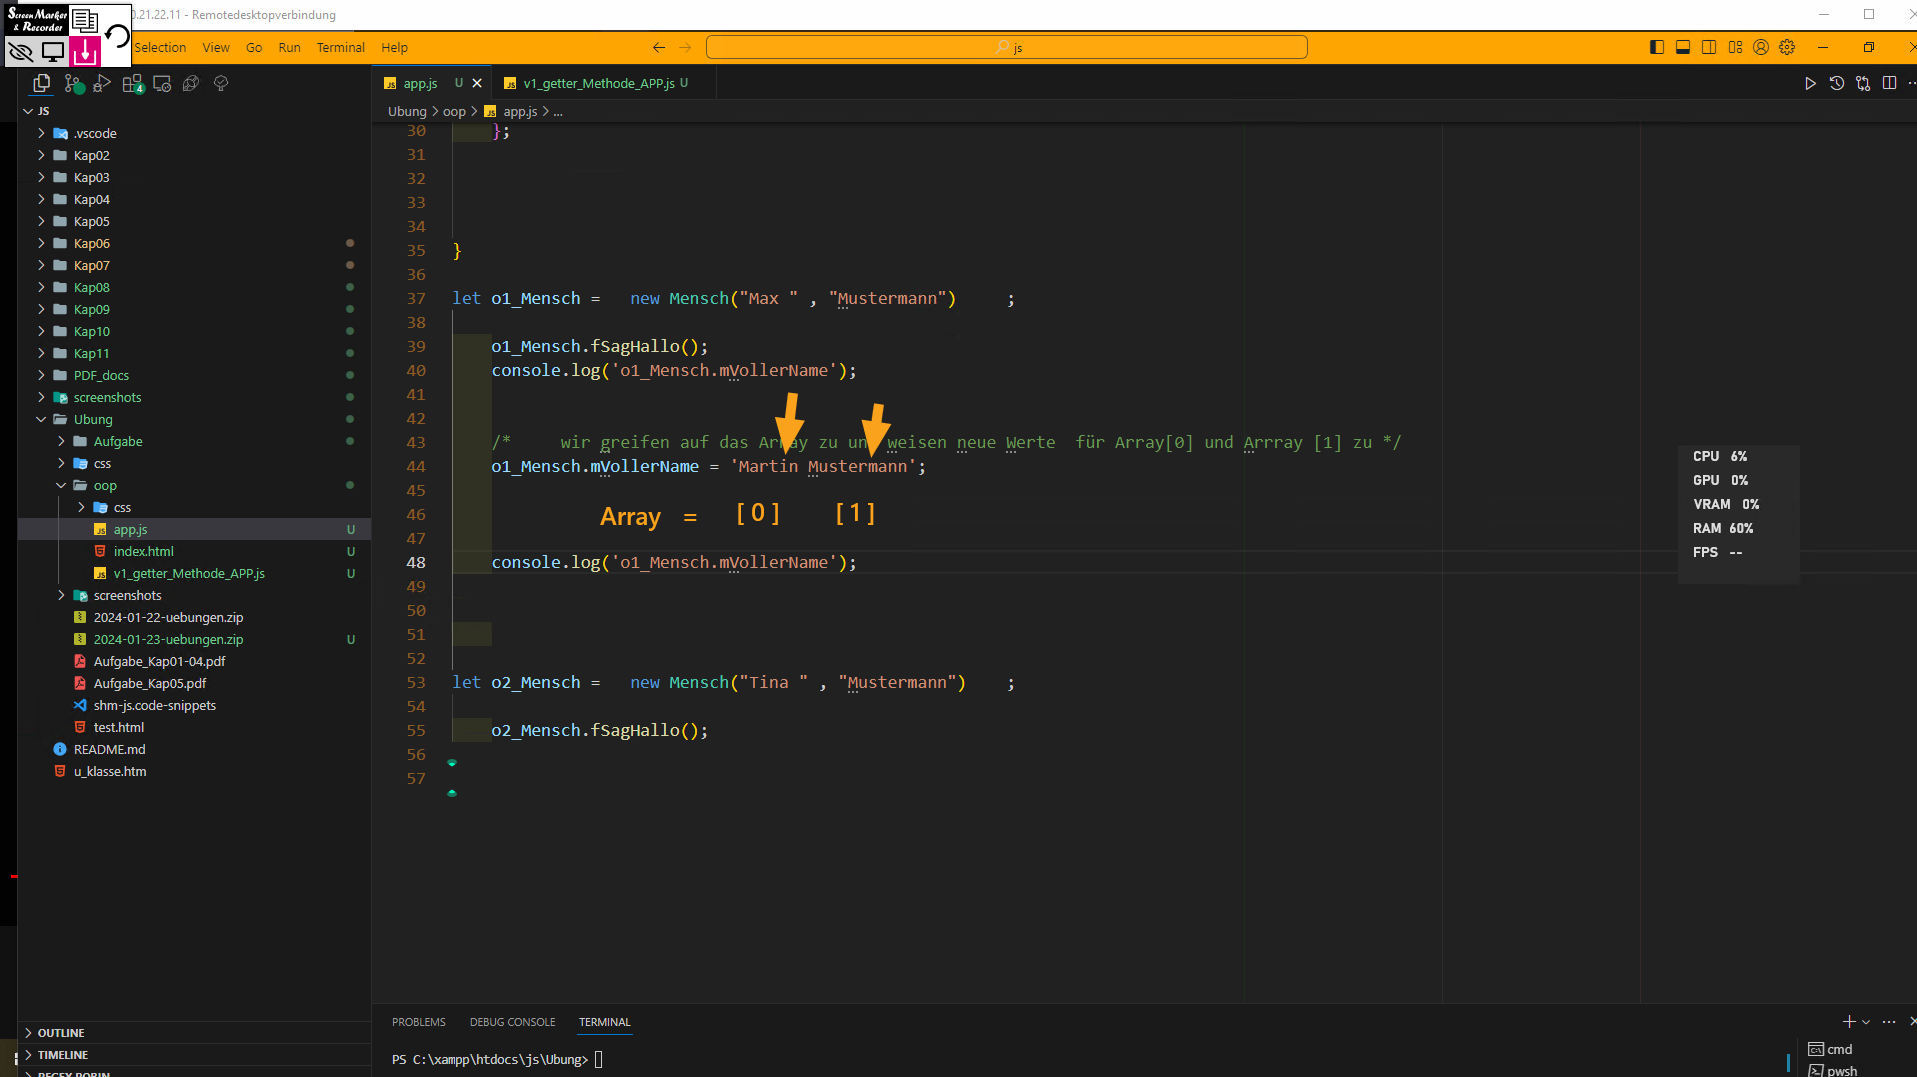 Screen Marker
& Recorder
0.21.22.11 - Remotedesktopverbindung
Selection View Go Run Terminal Help
js
4
app.js U
v1_getter_Methode_APP.js U
JS
Ubung > oop > JS app.js > ...
.vscode
Kap02
Kap03
Kap04
Kap05
Kap06
Kap07
Kap08
Kap09
Kap10
Kap11
PDF_docs
screenshots
Ubung
Aufgabe
css
oop
css
app.js U
index.html U
v1_getter_Methode_APP.js U
screenshots
2024-01-22-uebungen.zip
2024-01-23-uebungen.zip U
Aufgabe_Kap01-04.pdf
Aufgabe_Kap05.pdf
shm-js.code-snippets
test.html
README.md
u_klasse.htm
OUTLINE
TIMELINE
30 };
31
32
33
34
35 }
36
37 let o1_Mensch = new Mensch("Max " , "Mustermann") ;
38
39 o1_Mensch.fSagHallo();
40 console.log('o1_Mensch.mVollerName');
41
42
43 /* wir greifen auf das Array zu und weisen neue Werte für Array[0] und Arrray [1] zu */
44 o1_Mensch.mVollerName = 'Martin Mustermann';
45
46 Array = [ 0 ] [ 1 ]
47
48 console.log('o1_Mensch.mVollerName');
49
50
51
52
53 let o2_Mensch = new Mensch("Tina " , "Mustermann") ;
54
55 o2_Mensch.fSagHallo();
56
57
CPU 6%
GPU 0%
VRAM 0%
RAM 60%
FPS --
PROBLEMS DEBUG CONSOLE TERMINAL
PS C:\xampp\htdocs\js\Ubung>
cmd
pwsh